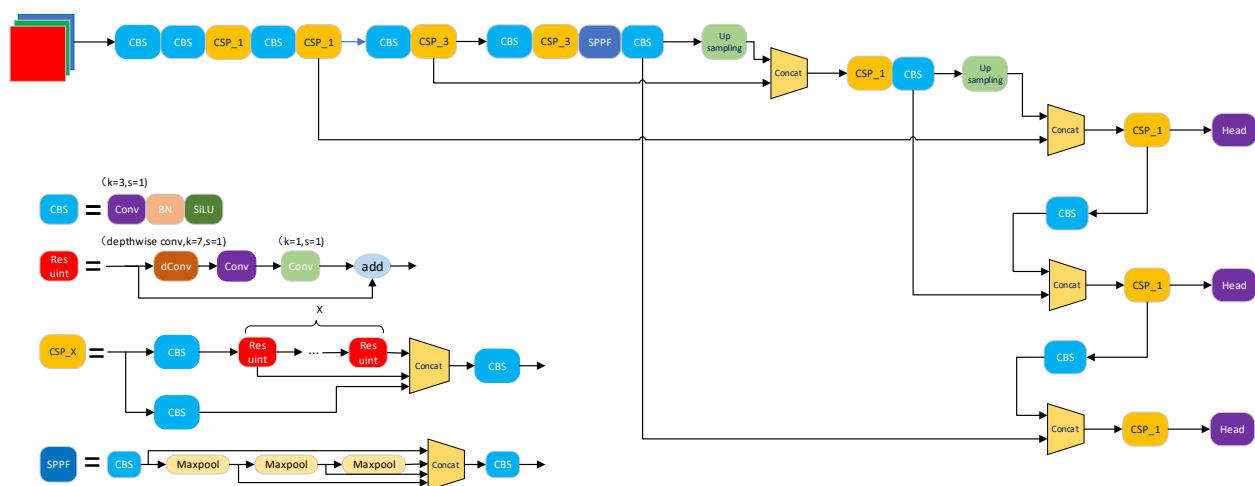 CBS
CBS
CSP_1
CBS
CSP_1
CBS
CSP_3
CBS
CSP_3
SPPF
CBS
Up
sampling
Concat
CSP_1
CBS
Up
sampling
Concat
CSP_1
Head
CBS
Concat
CSP_1
Head
CBS
Concat
CSP_1
Head
(k=3,s=1)
CBS
=
Conv
BN
SiLU
(depthwise conv,k=7,s=1)
(k=1,s=1)
Res
uint
=
dConv
Conv
Conv
add
X
CSP_X
=
CBS
Res
uint
...
Res
uint
Concat
CBS
CBS
SPPF
=
CBS
Maxpool
Maxpool
Maxpool
Concat
CBS